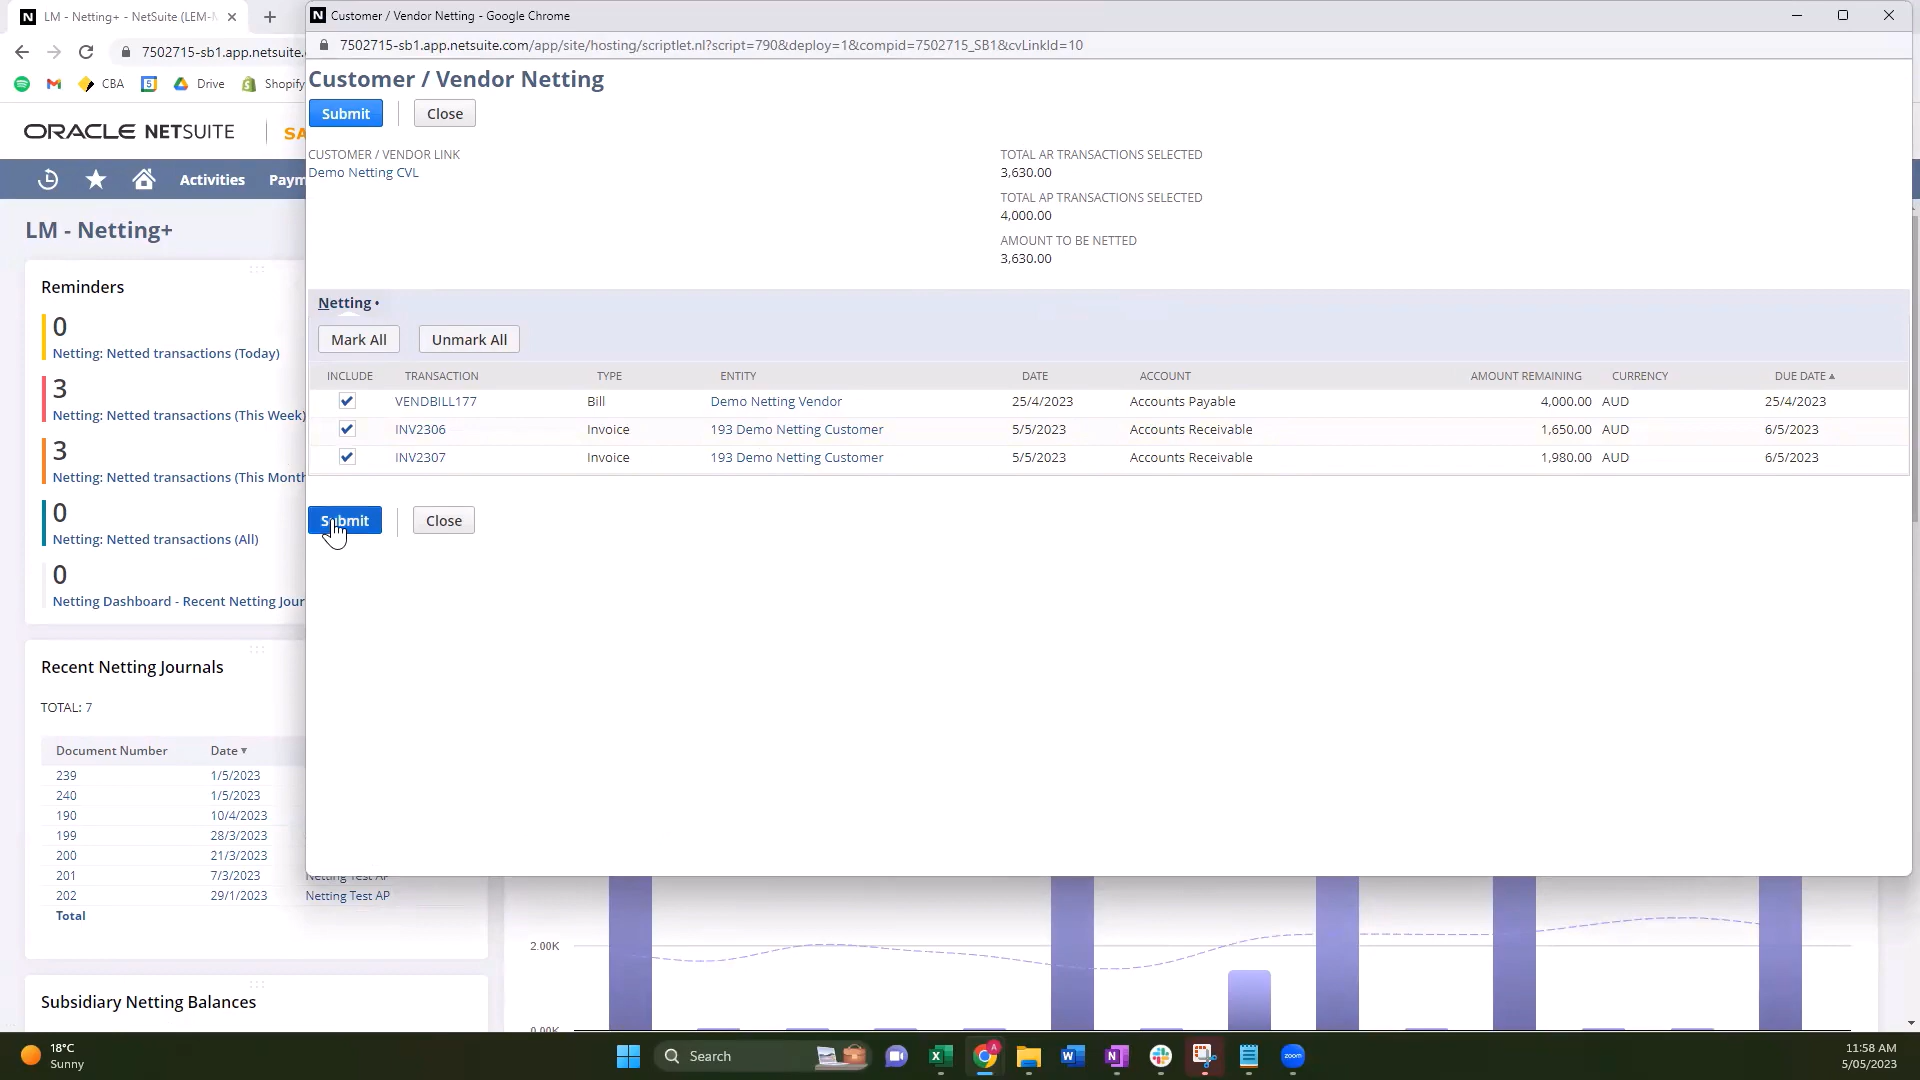 LM - Netting+ - NetSuite (LEM-N
Customer / Vendor Netting - Google Chrome
7502715-sb1.app.netsuite.
7502715-sb1.app.netsuite.com/app/site/hosting/scriptlet.nl?script=790&deploy=1&compid=7502715_SB1&cvLinkId=10
CBA
5
Drive
Shopify
Customer / Vendor Netting
Submit
Close
ORACLE NETSUITE
SA
CUSTOMER / VENDOR LINK
Demo Netting CVL
TOTAL AR TRANSACTIONS SELECTED
3,630.00
TOTAL AP TRANSACTIONS SELECTED
4,000.00
AMOUNT TO BE NETTED
3,630.00
Activities
Paym
LM - Netting+
Netting •
Mark All
Unmark All
INCLUDE TRANSACTION TYPE ENTITY DATE ACCOUNT AMOUNT REMAINING CURRENCY DUE DATE ▲
VENDBILL177 Bill Demo Netting Vendor 25/4/2023 Accounts Payable 4,000.00 AUD 25/4/2023
INV2306 Invoice 193 Demo Netting Customer 5/5/2023 Accounts Receivable 1,650.00 AUD 6/5/2023
INV2307 Invoice 193 Demo Netting Customer 5/5/2023 Accounts Receivable 1,980.00 AUD 6/5/2023
Submit
Close
Reminders
0
Netting: Netted transactions (Today)
3
Netting: Netted transactions (This Week)
3
Netting: Netted transactions (This Month
0
Netting: Netted transactions (All)
0
Netting Dashboard - Recent Netting Jour
Recent Netting Journals
TOTAL: 7
Document Number Date ▼
239 1/5/2023
240 1/5/2023
190 10/4/2023
199 28/3/2023
200 21/3/2023
201 7/3/2023 Netting Test AP
202 29/1/2023 Netting Test AP
Total
2.00K
0.00K
Subsidiary Netting Balances
18°C
Sunny
Search
zoom
11:58 AM
5/05/2023